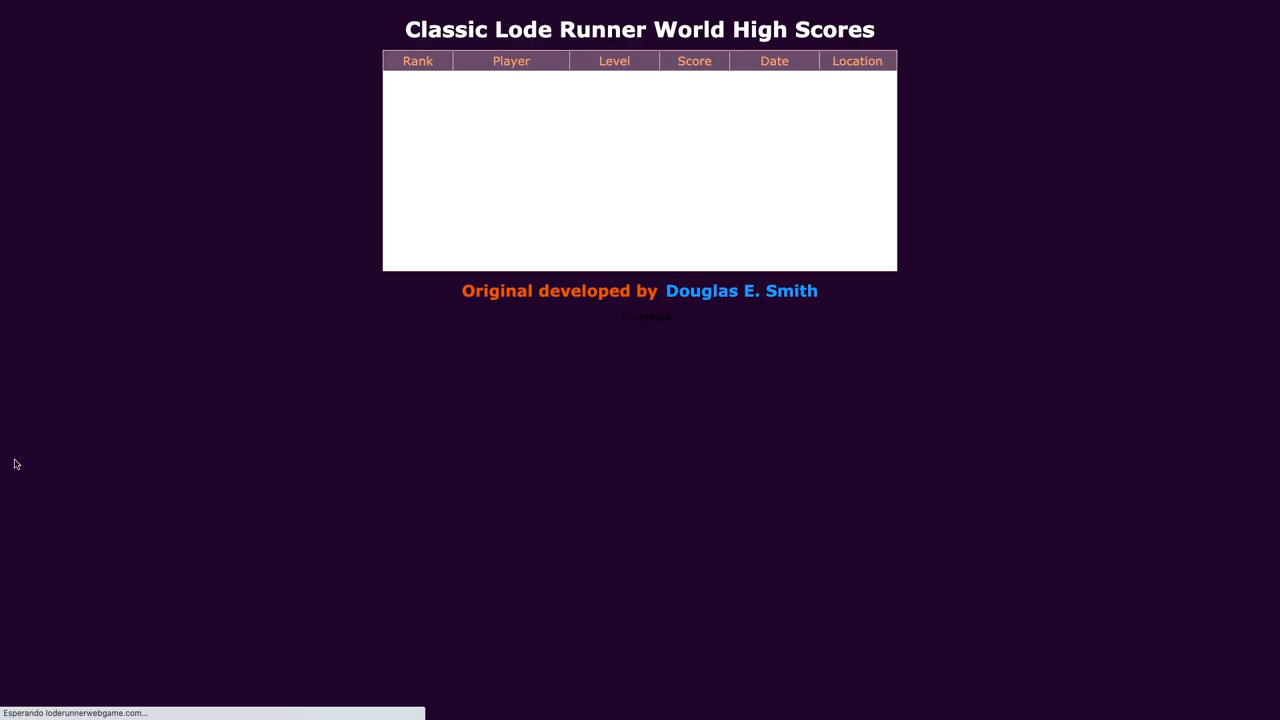 Classic Lode Runner World High Scores
Rank Player Level Score Date Location
Original developed by Douglas E. Smith
Facebook
Esperando loderunnerwebgame.com...